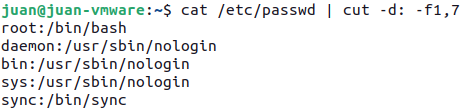 juan@juan-vmware:~$ cat /etc/passwd | cut -d: -f1,7
root:/bin/bash
daemon:/usr/sbin/nologin
bin:/usr/sbin/nologin
sys:/usr/sbin/nologin
sync:/bin/sync